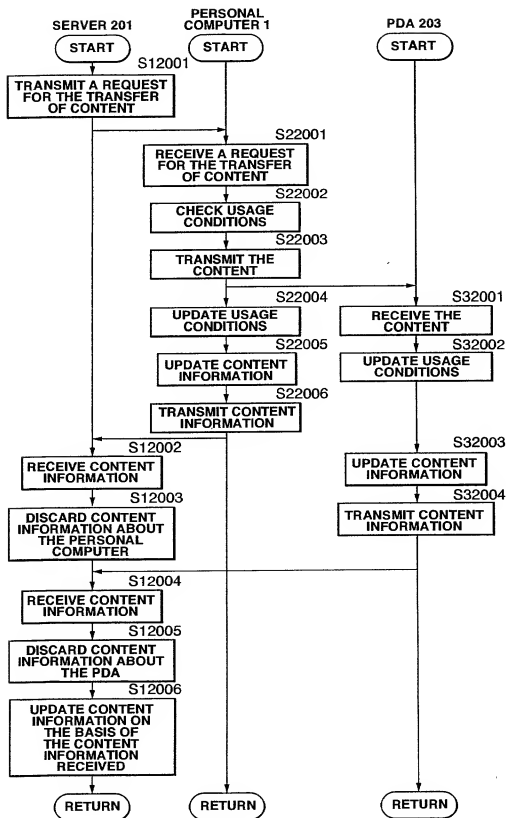 SERVER 201
PERSONAL
COMPUTER 1
PDA 203
START
START
START
S12001
TRANSMIT A REQUEST
FOR THE TRANSFER
OF CONTENT
S22001
RECEIVE A REQUEST
FOR THE TRANSFER
OF CONTENT
S22002
CHECK USAGE
CONDITIONS
S22003
TRANSMIT THE
CONTENT
S22004
UPDATE USAGE
CONDITIONS
S32001
RECEIVE THE
CONTENT
S22005
UPDATE CONTENT
INFORMATION
S32002
UPDATE USAGE
CONDITIONS
S22006
TRANSMIT CONTENT
INFORMATION
S12002
RECEIVE CONTENT
INFORMATION
S32003
UPDATE CONTENT
INFORMATION
S12003
DISCARD CONTENT
INFORMATION ABOUT
THE PERSONAL
COMPUTER
S32004
TRANSMIT CONTENT
INFORMATION
S12004
RECEIVE CONTENT
INFORMATION
S12005
DISCARD CONTENT
INFORMATION ABOUT
THE PDA
S12006
UPDATE CONTENT
INFORMATION ON
THE BASIS OF
THE CONTENT
INFORMATION
RECEIVED
RETURN
RETURN
RETURN